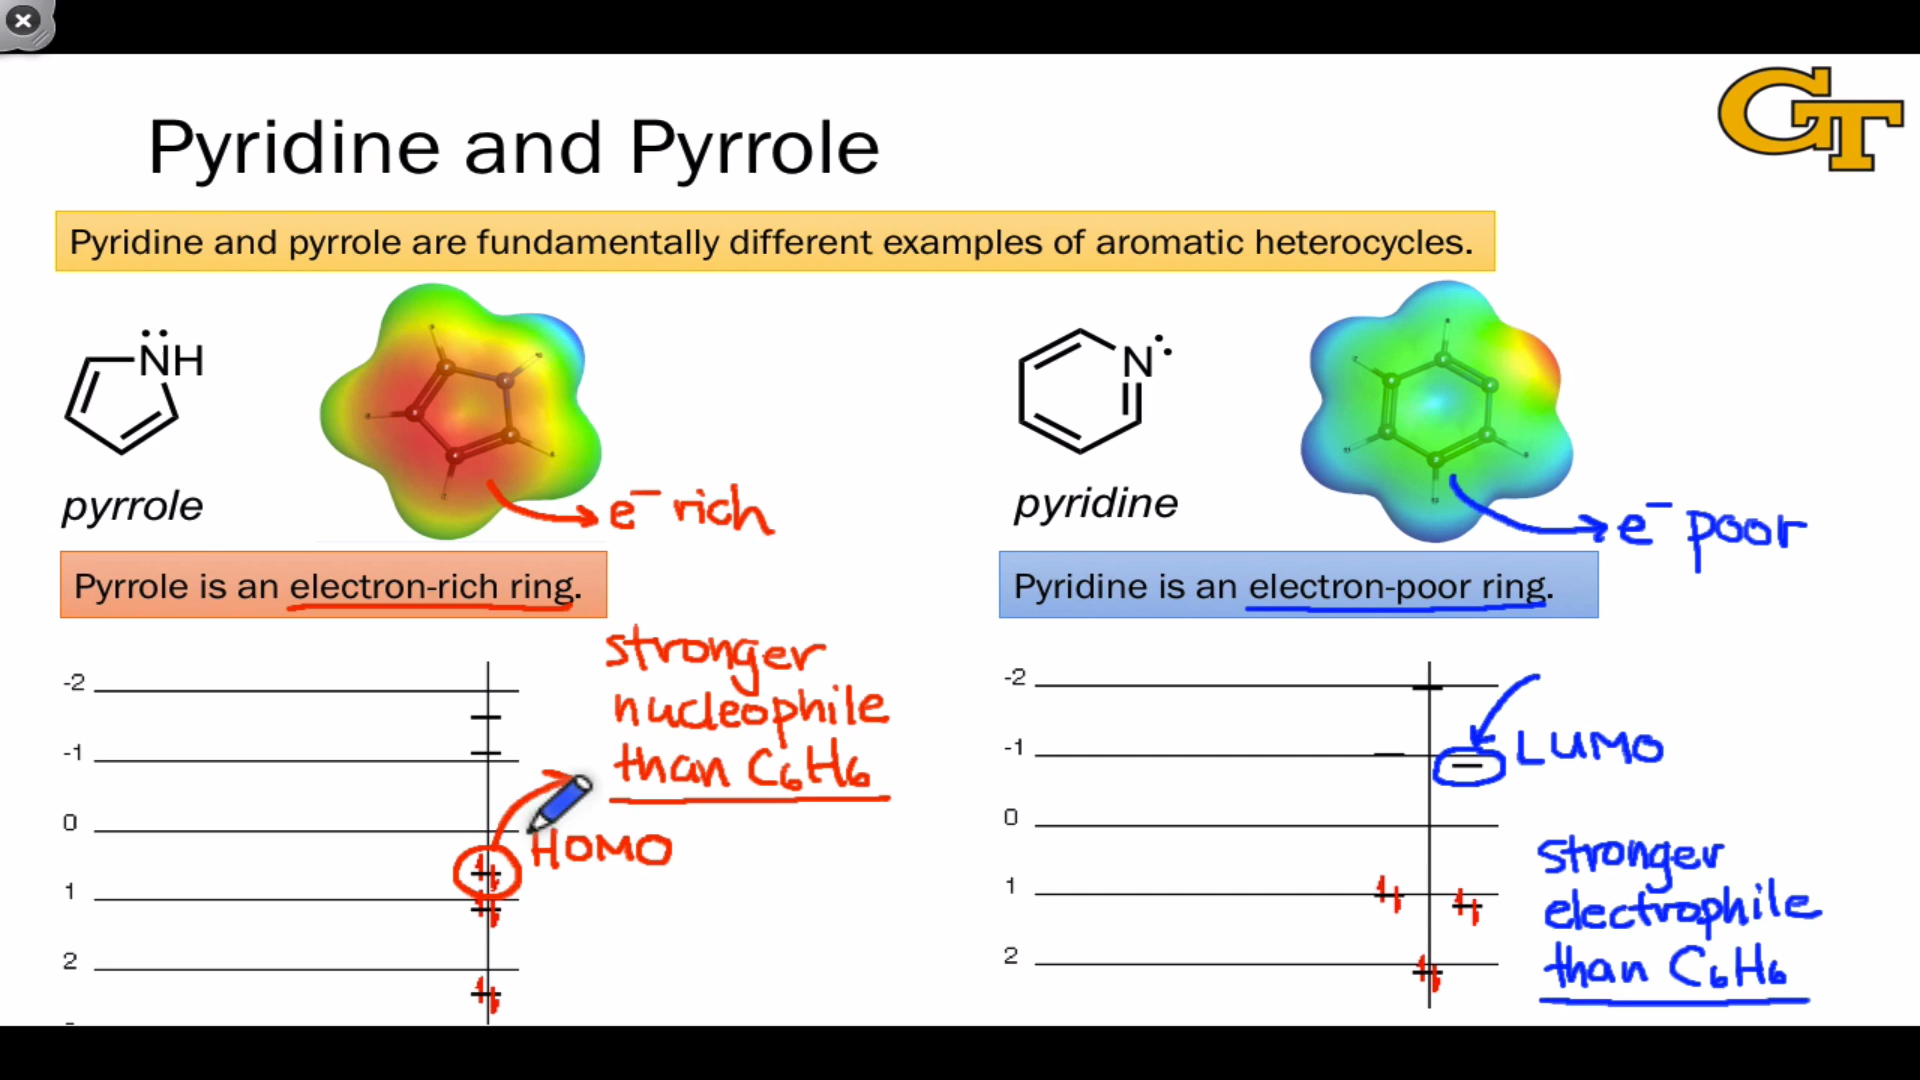 GT
Pyridine and Pyrrole
Pyridine and pyrrole are fundamentally different examples of aromatic heterocycles.
NH
pyrrole
e⁻ rich
Pyrrole is an electron-rich ring.
-2
-1
0
1
2
stronger
nucleophile
than C₆H₆
HOMO
N
pyridine
e⁻ poor
Pyridine is an electron-poor ring.
-2
-1
0
1
2
LUMO
stronger
electrophile
than C₆H₆